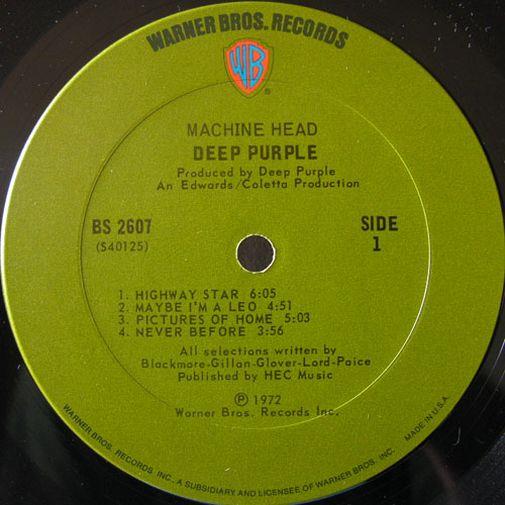 WARNER BROS. RECORDS
WB
®
MACHINE HEAD
DEEP PURPLE
Produced by Deep Purple
An Edwards/Coletta Production
BS 2607
(S40125)
SIDE
1
1. HIGHWAY STAR 6:05
2. MAYBE I'M A LEO 4:51
3. PICTURES OF HOME 5:03
4. NEVER BEFORE 3:56
All selections written by
Blackmore-Gillan-Glover-Lord-Paice
Published by HEC Music
℗ 1972
Warner Bros. Records Inc.
WARNER BROS. RECORDS INC. A SUBSIDIARY AND LICENSEE OF WARNER BROS. INC. MADE IN U.S.A.